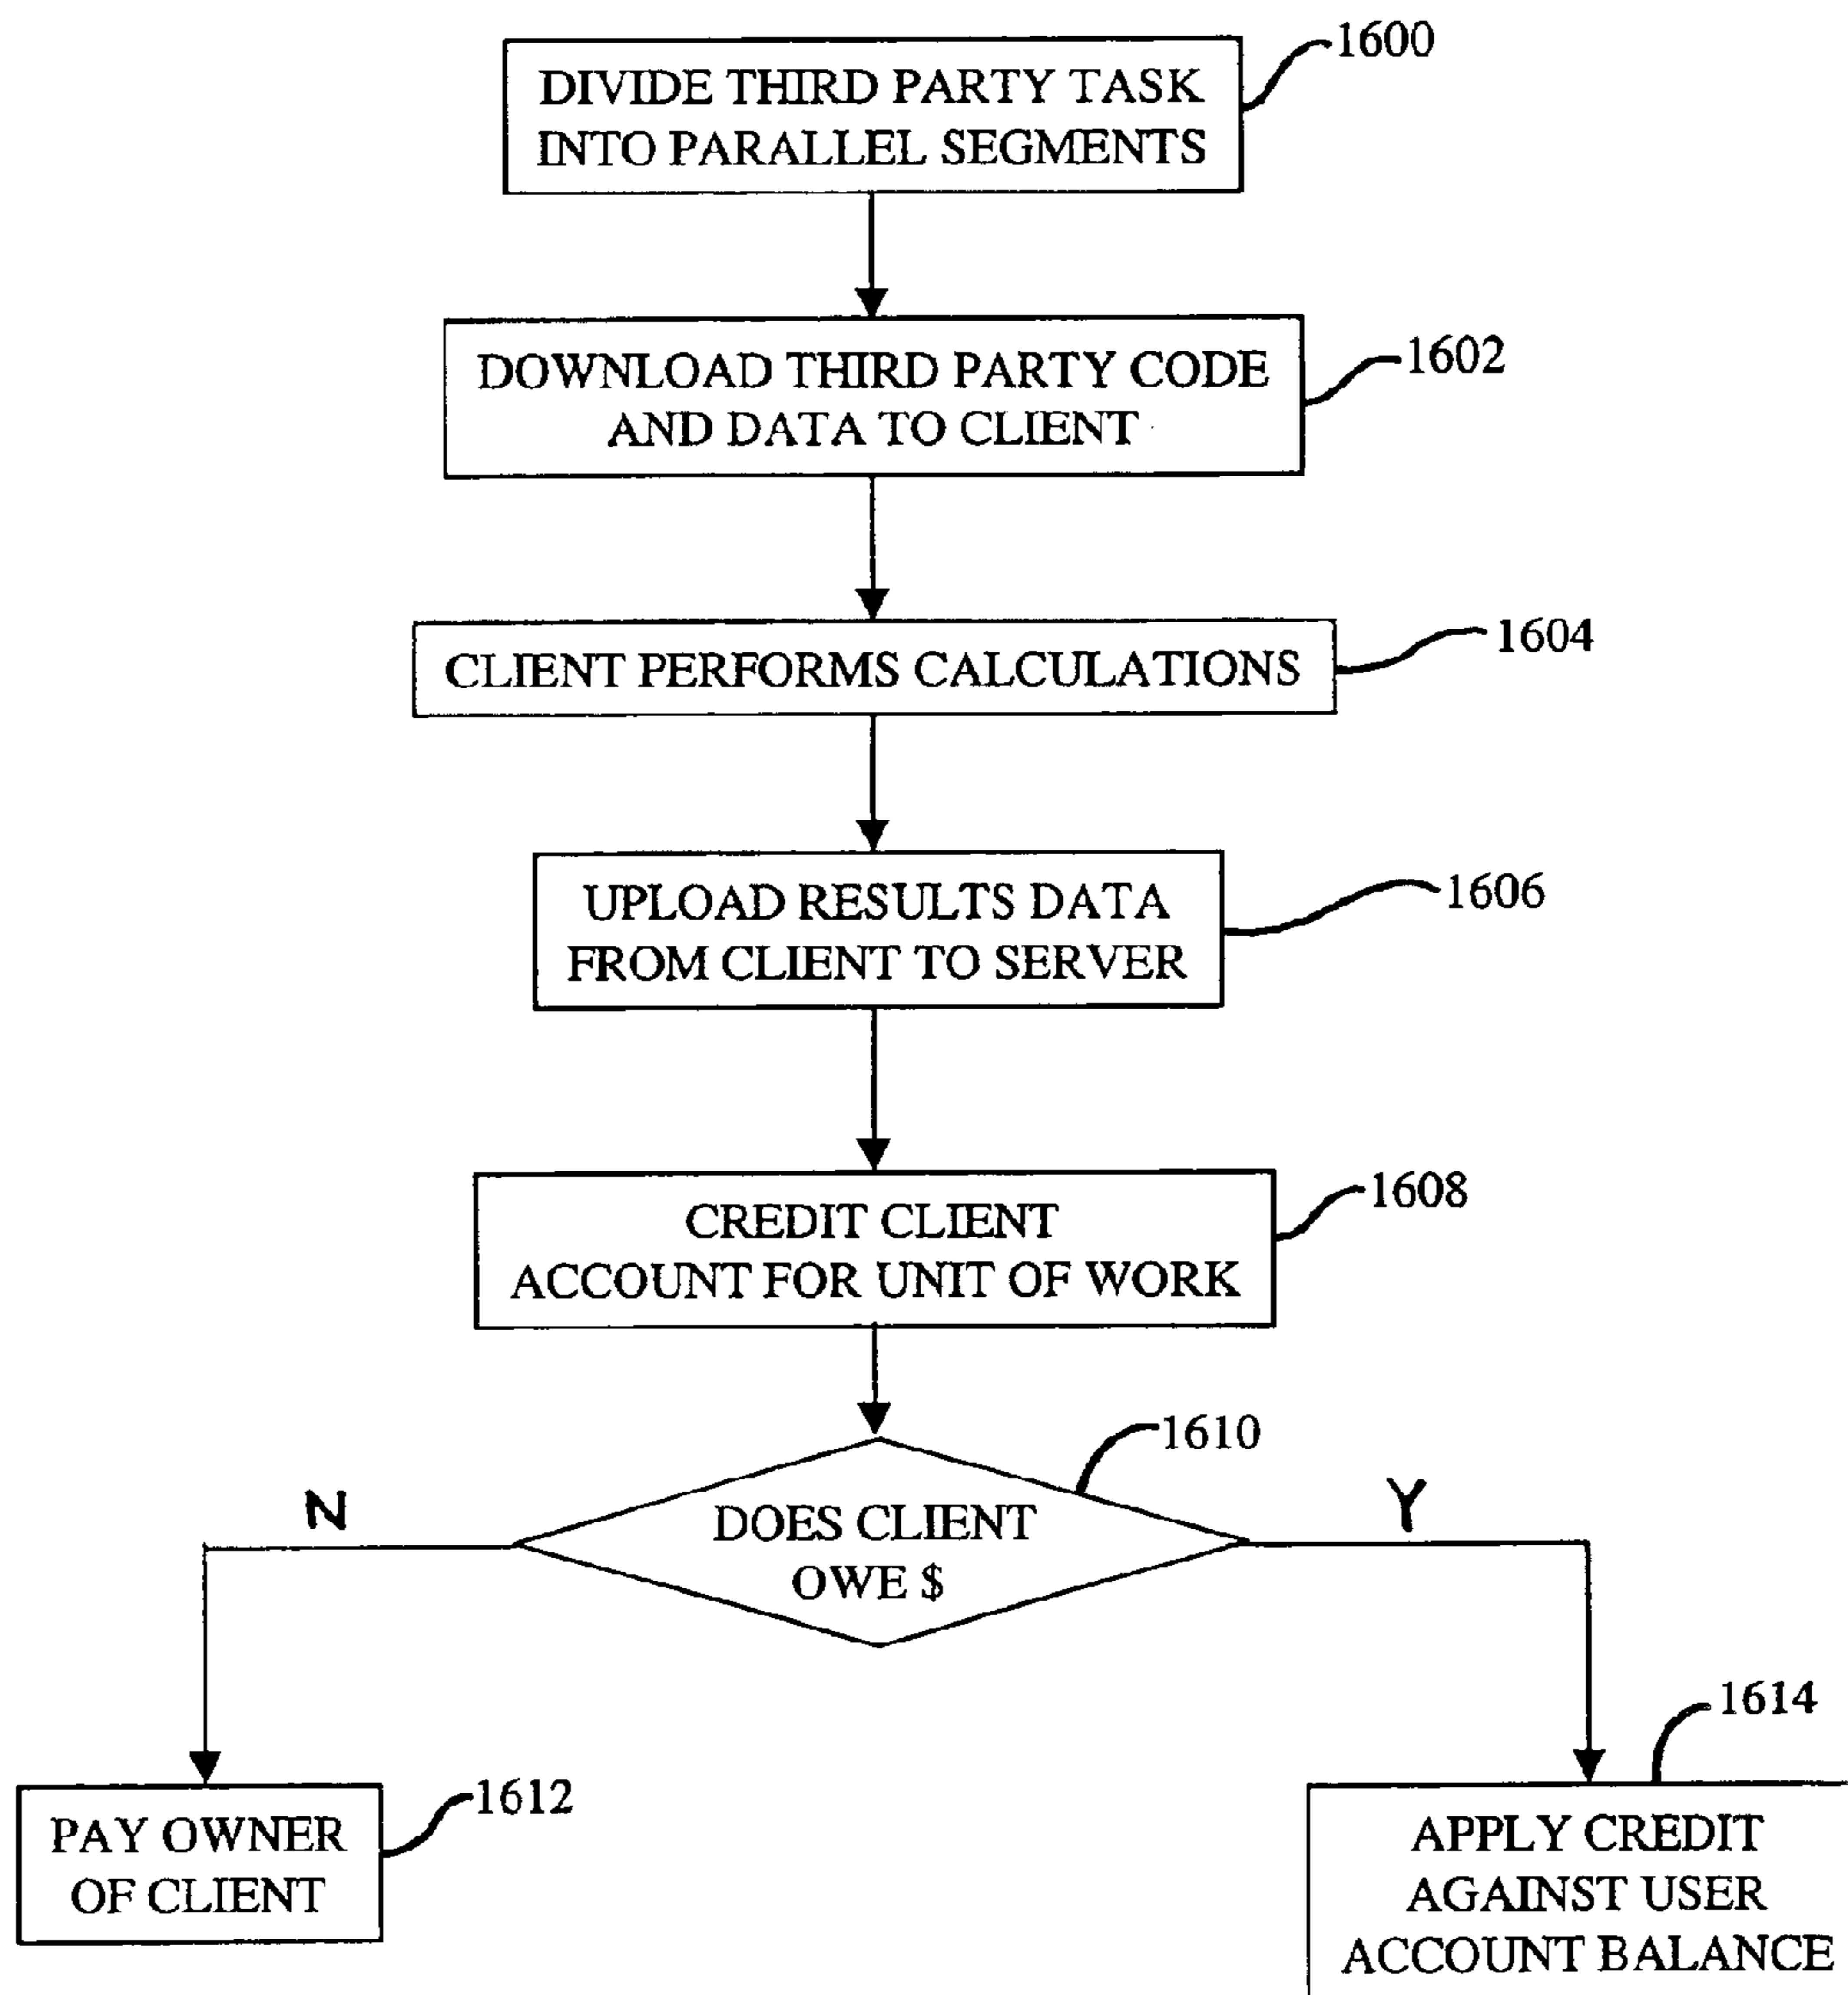 1600
DIVIDE THIRD PARTY TASK
INTO PARALLEL SEGMENTS
1602
DOWNLOAD THIRD PARTY CODE
AND DATA TO CLIENT
1604
CLIENT PERFORMS CALCULATIONS
1606
UPLOAD RESULTS DATA
FROM CLIENT TO SERVER
1608
CREDIT CLIENT
ACCOUNT FOR UNIT OF WORK
1610
N
Y
DOES CLIENT
OWE $
1612
PAY OWNER
OF CLIENT
1614
APPLY CREDIT
AGAINST USER
ACCOUNT BALANCE